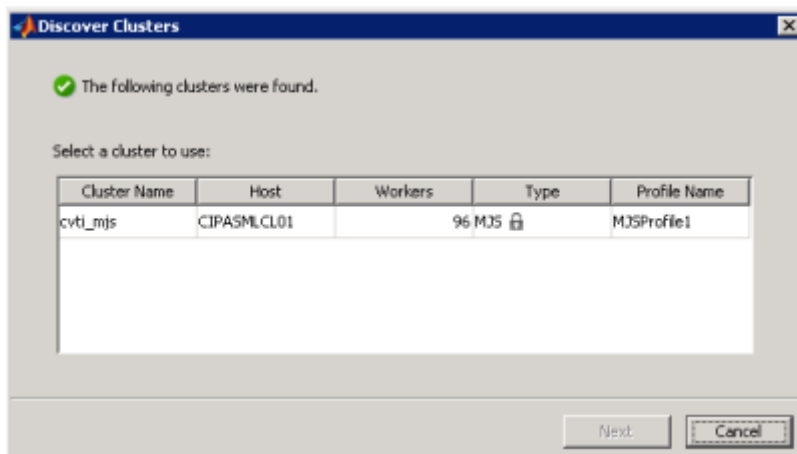 Discover Clusters
The following clusters were found.
Select a cluster to use:
Cluster Name Host Workers Type Profile Name
cvti_mjs CIPASMLCL01 96 MJS MJSProfile1
Next Cancel